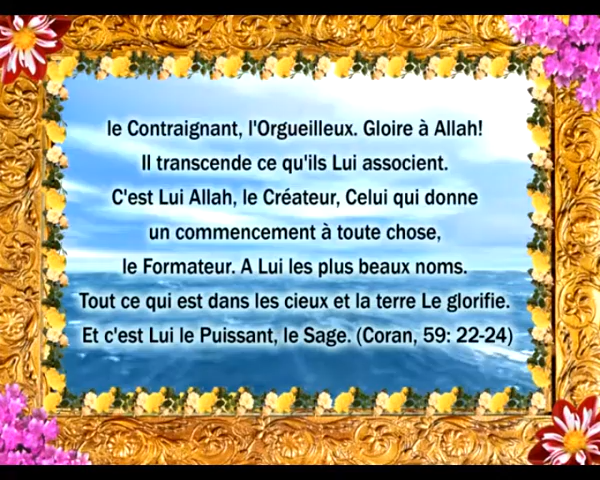 le Contraignant, l'Orgueilleux. Gloire à Allah!
Il transcende ce qu'ils Lui associent.
C'est Lui Allah, le Créateur, Celui qui donne
un commencement à toute chose,
le Formateur. A Lui les plus beaux noms.
Tout ce qui est dans les cieux et la terre Le glorifie.
Et c'est Lui le Puissant, le Sage. (Coran, 59: 22-24)